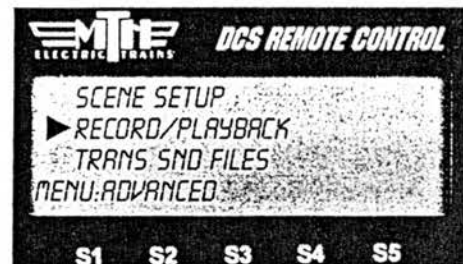 MTH
ELECTRIC TRAINS
DCS REMOTE CONTROL
SCENE SETUP
RECORD/PLAYBACK
TRANS SND FILES
MENU:ADVANCED
S1 S2 S3 S4 S5